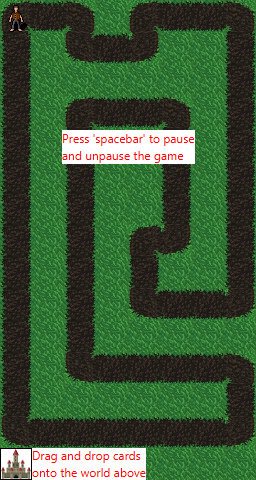 Press 'spacebar' to pause
and unpause the game
Drag and drop cards
onto the world above